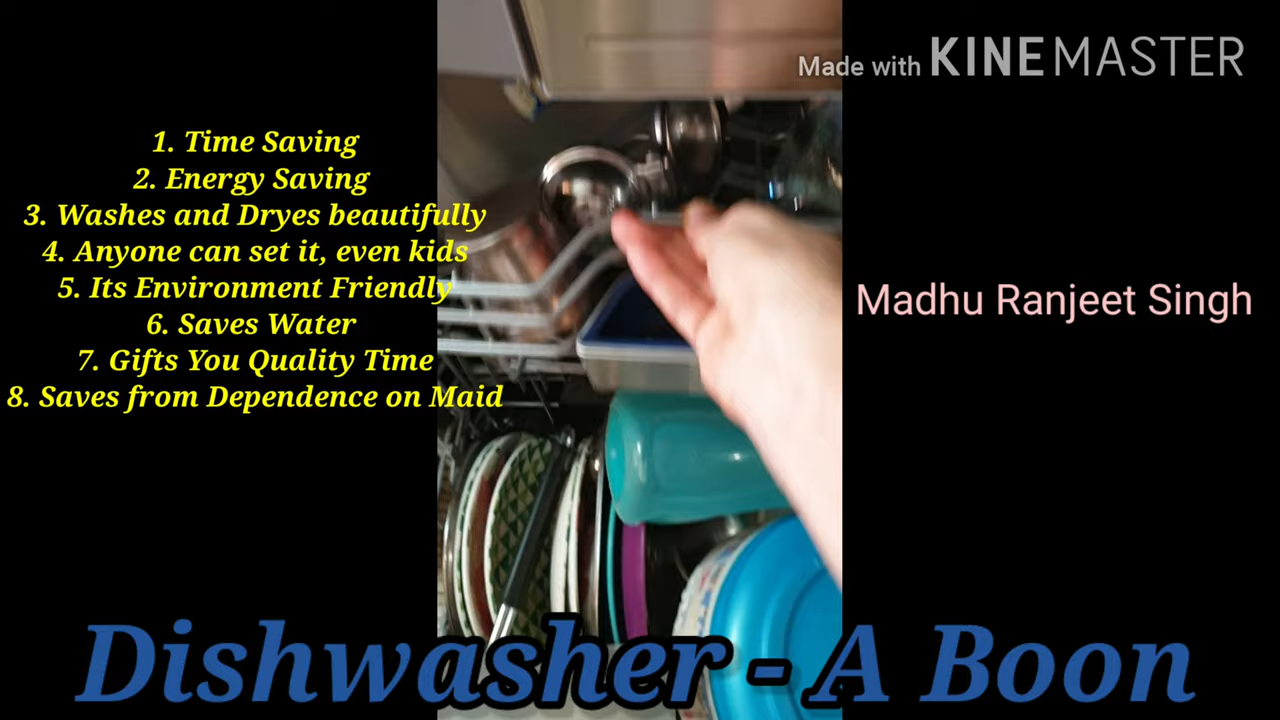 Made with KINEMASTER
1. Time Saving
2. Energy Saving
3. Washes and Dryes beautifully
4. Anyone can set it, even kids
5. Its Environment Friendly
6. Saves Water
7. Gifts You Quality Time
8. Saves from Dependence on Maid
Madhu Ranjeet Singh
Dishwasher - A Boon